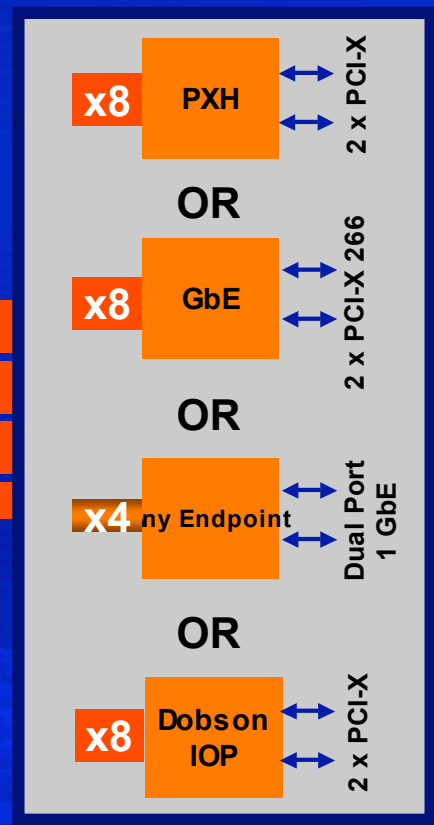 x8
PXH
2 x PCI-X
OR
x8
GbE
2 x PCI-X 266
OR
x4
ny Endpoint
Dual Port
1 GbE
OR
x8
Dobson
IOP
2 x PCI-X